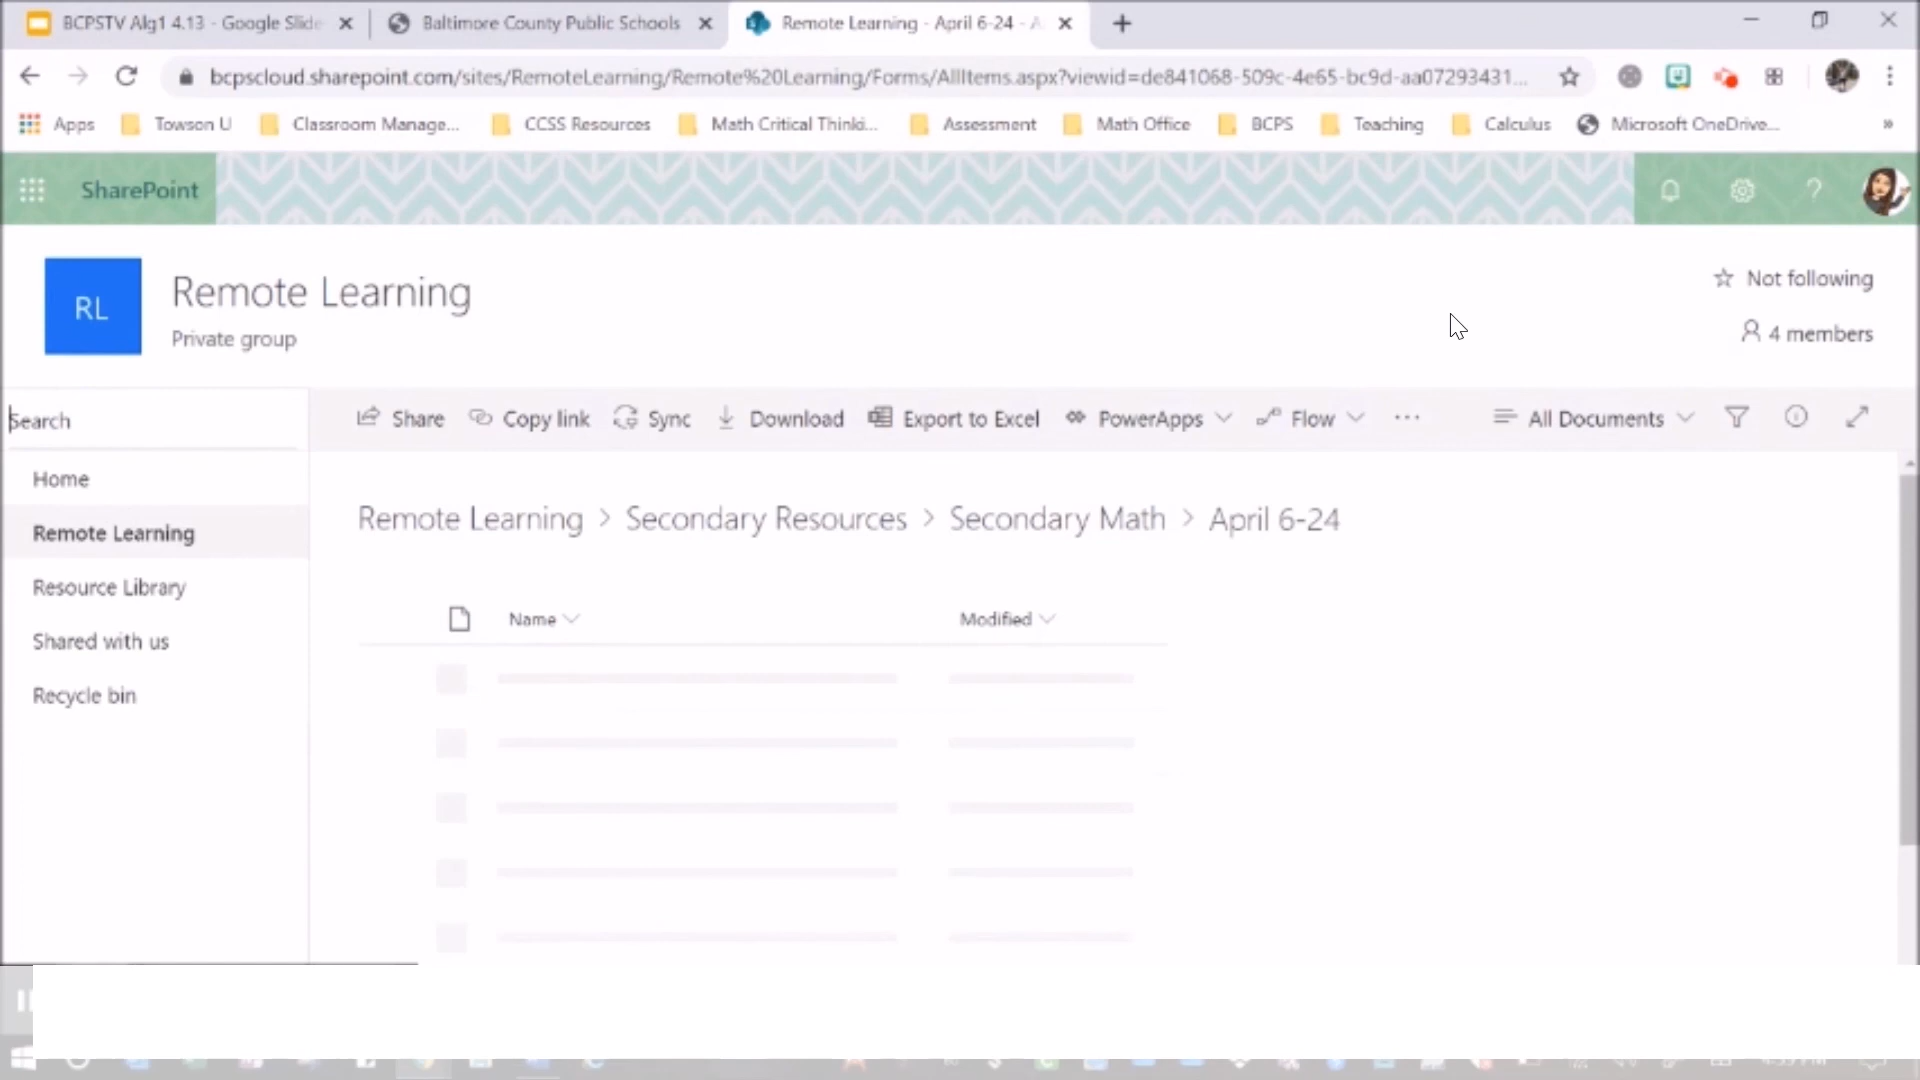 BCPSTV Alg1 4.13 - Google Slide
Baltimore County Public Schools
Remote Learning - April 6-24 - A
bcpscloud.sharepoint.com/sites/RemoteLearning/Remote%20Learning/Forms/AllItems.aspx?viewid=de841068-509c-4e65-bc9d-aa07293431...
Apps Towson U Classroom Manage... CCSS Resources Math Critical Thinki... Assessment Math Office BCPS Teaching Calculus Microsoft OneDrive... »
SharePoint ?
RL
Remote Learning
Private group
Not following
4 members
Search
Share Copy link Sync Download Export to Excel PowerApps Flow ... All Documents
Home
Remote Learning
Resource Library
Shared with us
Recycle bin
Remote Learning > Secondary Resources > Secondary Math > April 6-24
Name Modified